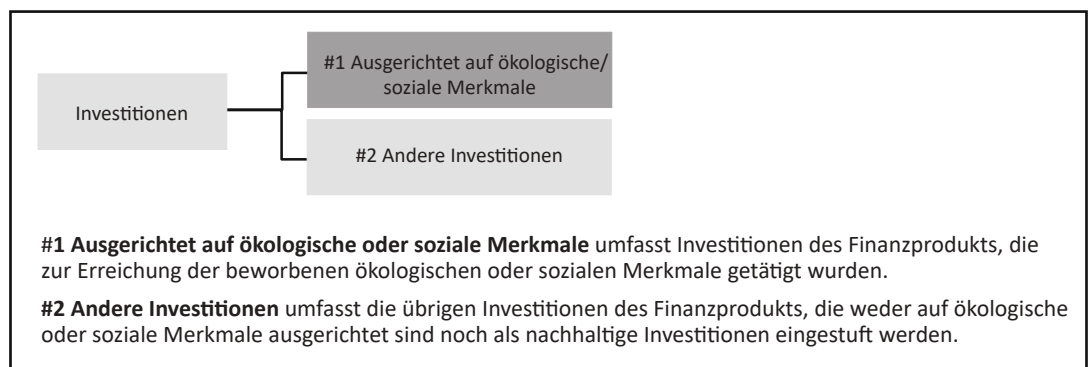 #1 Ausgerichtet auf ökologische/
soziale Merkmale
Investitionen
#2 Andere Investitionen
#1 Ausgerichtet auf ökologische oder soziale Merkmale umfasst Investitionen des Finanzprodukts, die
zur Erreichung der beworbenen ökologischen oder sozialen Merkmale getätigt wurden.
#2 Andere Investitionen umfasst die übrigen Investitionen des Finanzprodukts, die weder auf ökologische
oder soziale Merkmale ausgerichtet sind noch als nachhaltige Investitionen eingestuft werden.